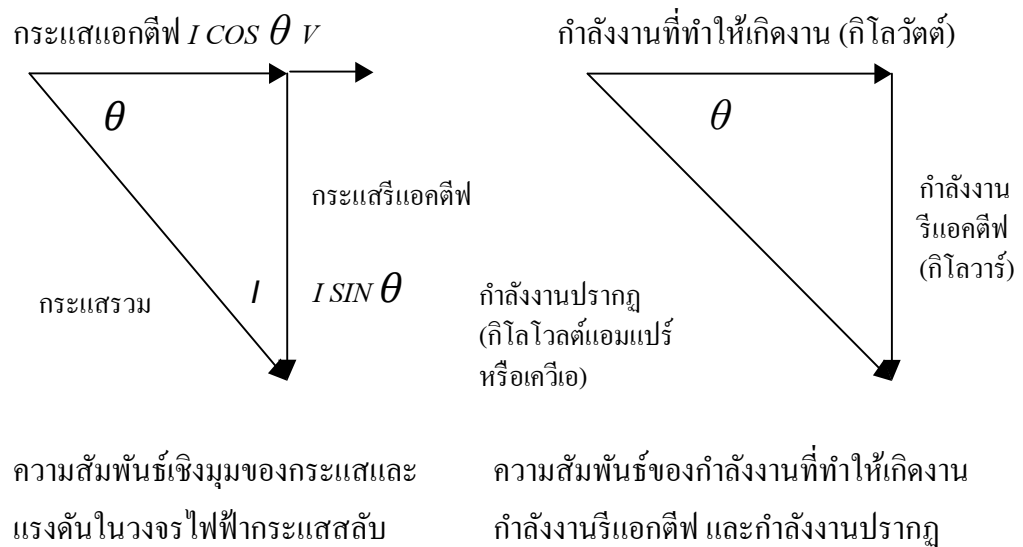 กระแสแอกตีฟ I COS θ V
θ
กระแสรีแอคตีฟ
กระแสรวม
I
I SIN θ
กำลังงานที่ทำให้เกิดงาน (กิโลวัตต์)
θ
กำลังงาน
รีแอคตีฟ
(กิโลวาร์)
กำลังงานปรากฏ
(กิโลโวลต์แอมแปร์
หรือเควีเอ)
ความสัมพันธ์เชิงมุมของกระแสและ
แรงดันในวงจรไฟฟ้ากระแสสลับ
ความสัมพันธ์ของกำลังงานที่ทำให้เกิดงาน
กำลังงานรีแอกตีฟ และกำลังงานปรากฏ